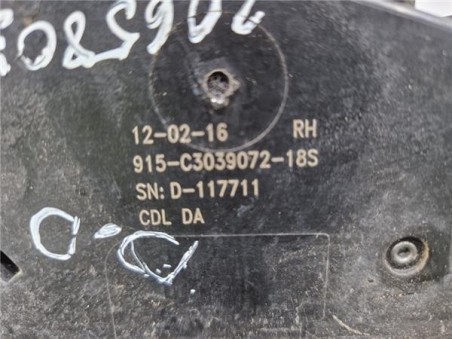 12-02-16 RH
915-C3039072-18S
SN: D-117711
CDL DA